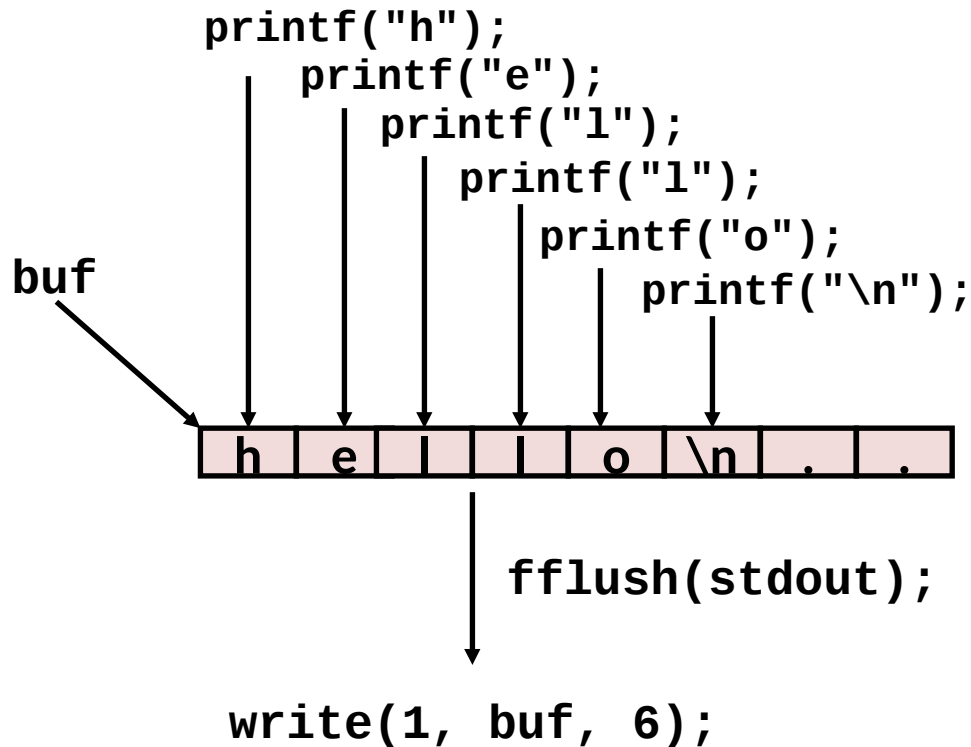 printf("h");
printf("e");
printf("l");
printf("l");
printf("o");
buf
printf("\n");
h e l l o \n . .
fflush(stdout);
write(1, buf, 6);